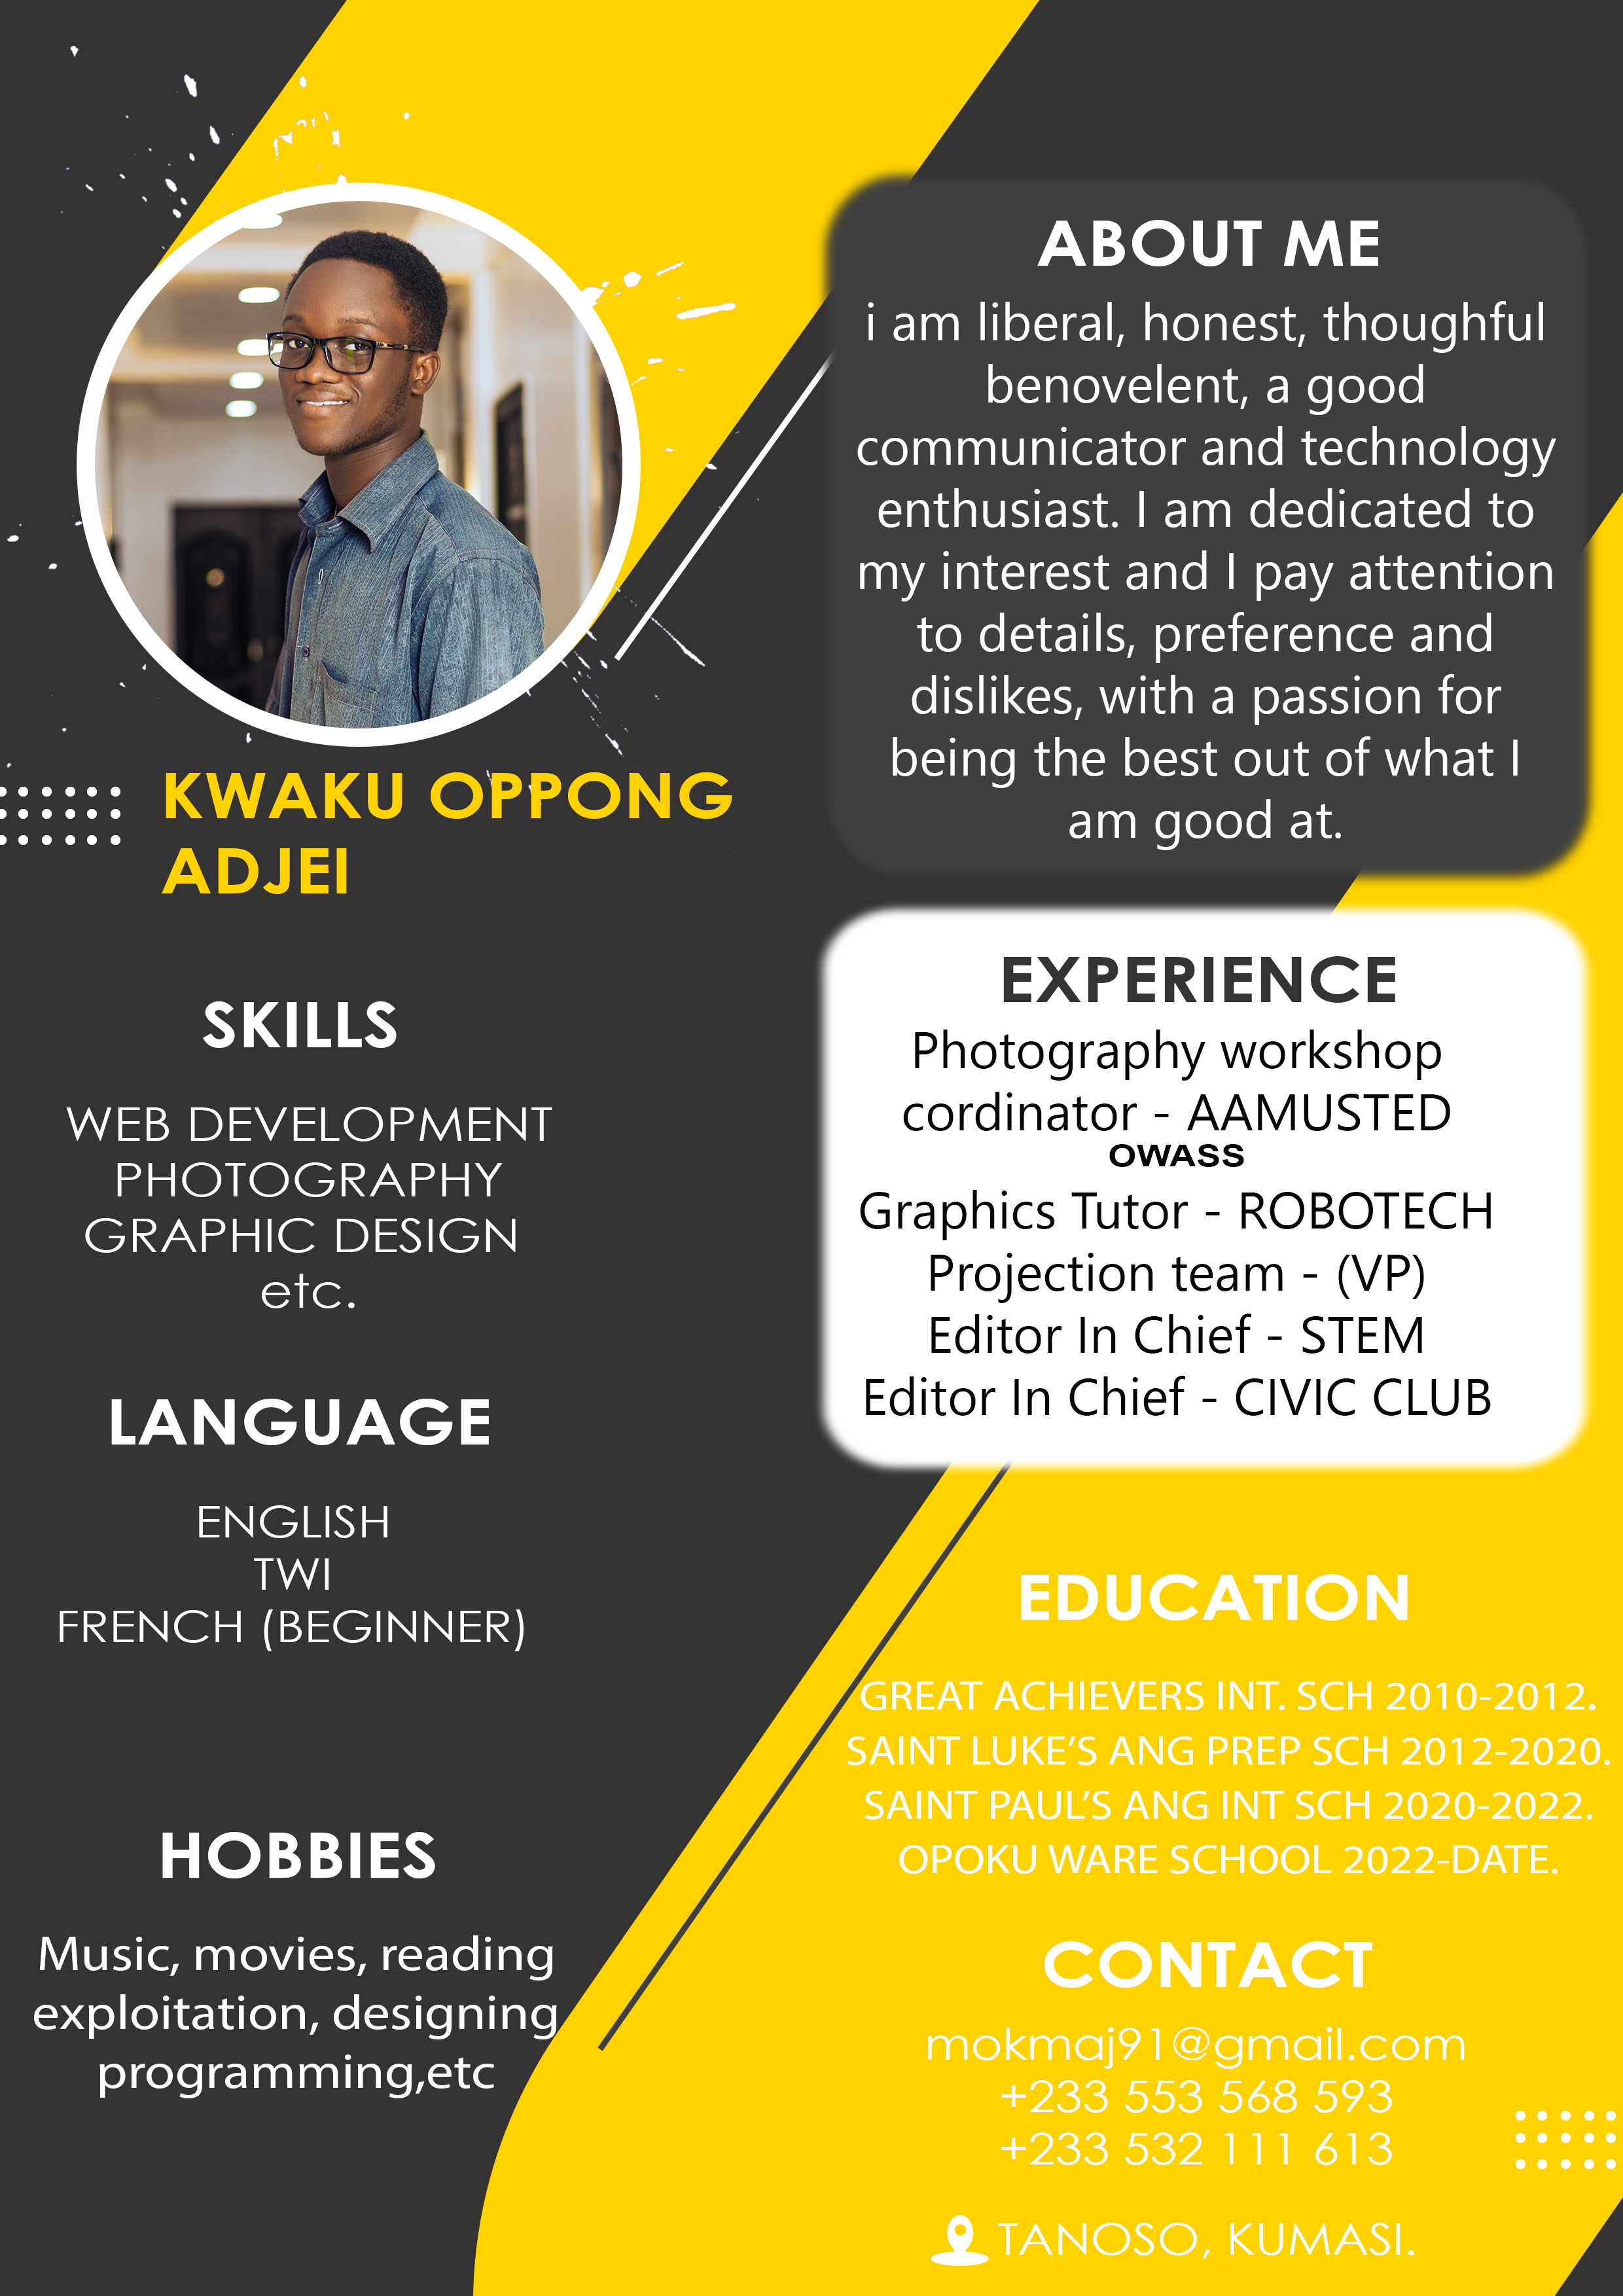 KWAKU OPPONG
ADJEI
SKILLS
WEB DEVELOPMENT
PHOTOGRAPHY
GRAPHIC DESIGN
etc.
LANGUAGE
ENGLISH
TWI
FRENCH (BEGINNER)
HOBBIES
Music, movies, reading
exploitation, designing
programming,etc
ABOUT ME
i am liberal, honest, thoughful
benovelent, a good
communicator and technology
enthusiast. I am dedicated to
my interest and I pay attention
to details, preference and
dislikes, with a passion for
being the best out of what I
am good at.
EXPERIENCE
Photography workshop
cordinator - AAMUSTED
OWASS
Graphics Tutor - ROBOTECH
Projection team - (VP)
Editor In Chief - STEM
Editor In Chief - CIVIC CLUB
EDUCATION
GREAT ACHIEVERS INT. SCH 2010-2012.
SAINT LUKE’S ANG PREP SCH 2012-2020.
SAINT PAUL’S ANG INT SCH 2020-2022.
OPOKU WARE SCHOOL 2022-DATE.
CONTACT
mokmaj91@gmail.com
+233 553 568 593
+233 532 111 613
TANOSO, KUMASI.